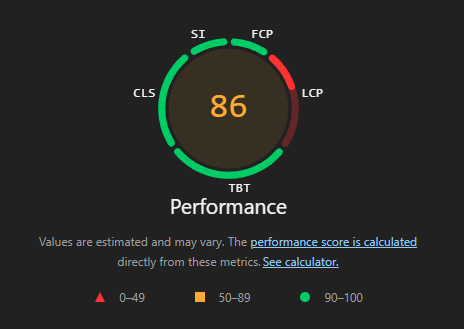 SI
FCP
86
CLS
LCP
TBT
Performance
Values are estimated and may vary. The performance score is calculated
directly from these metrics. See calculator.
0–49
50–89
90–100